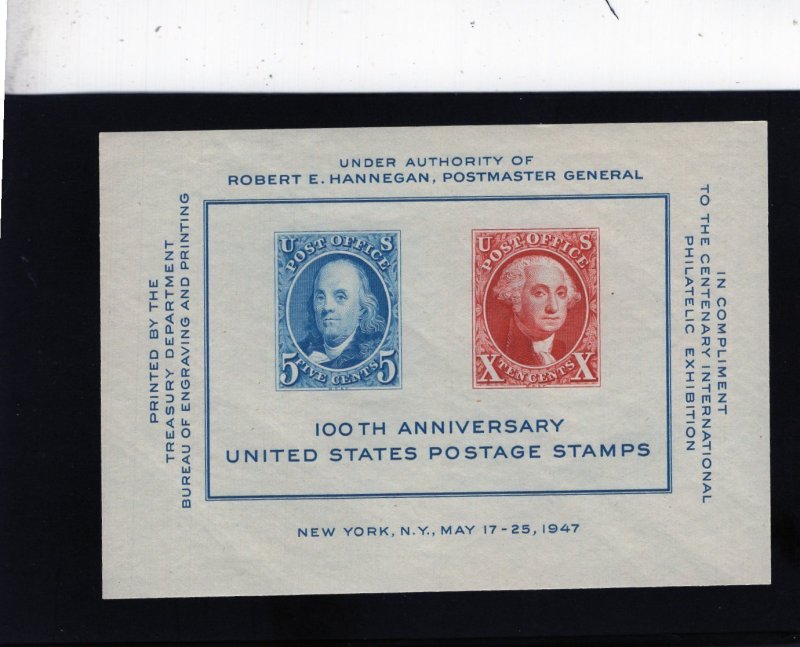 UNDER AUTHORITY OF
ROBERT E. HANNEGAN, POSTMASTER GENERAL
PRINTED BY THE
TREASURY DEPARTMENT
BUREAU OF ENGRAVING AND PRINTING
U S
POST OFFICE
5 5
FIVE CENTS
U S
POST OFFICE
X X
TEN CENTS
100TH ANNIVERSARY
UNITED STATES POSTAGE STAMPS
IN COMPLIMENT
TO THE CENTENARY INTERNATIONAL
PHILATELIC EXHIBITION
NEW YORK, N.Y., MAY 17-25, 1947